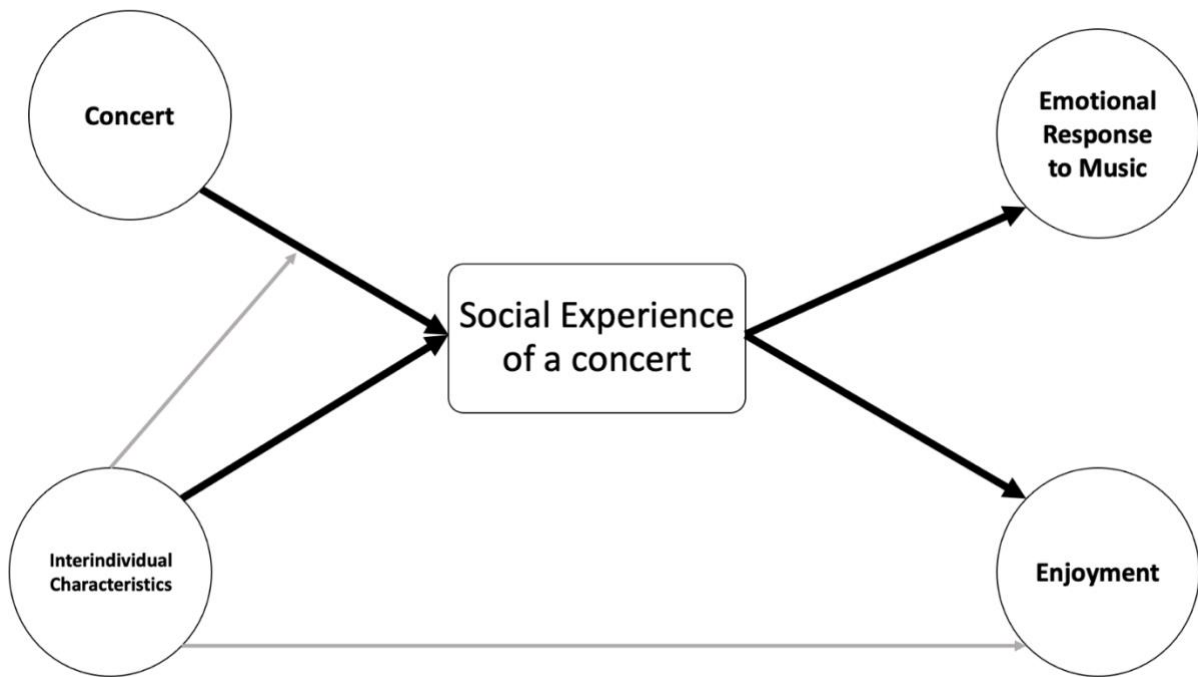 Concert
Emotional
Response
to Music
Social Experience
of a concert
Interindividual
Characteristics
Enjoyment